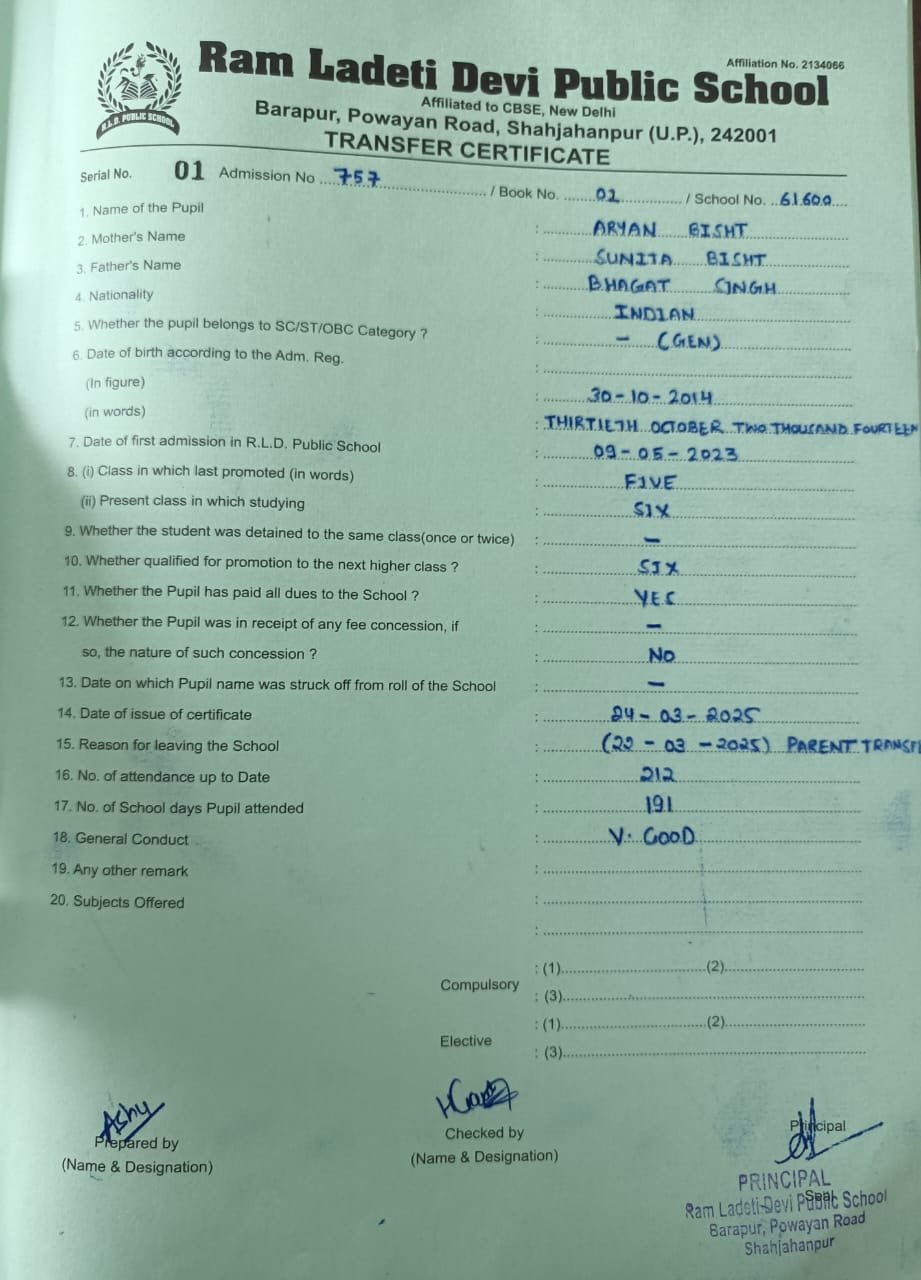 Affiliation No. 2134066
Ram Ladeti Devi Public School
R.L.D. PUBLIC SCHOOL
Affiliated to CBSE, New Delhi
Barapur, Powayan Road, Shahjahanpur (U.P.), 242001
TRANSFER CERTIFICATE
Serial No. 01 Admission No 757 / Book No. 02 / School No. 61600
1. Name of the Pupil : ARYAN BISHT
2. Mother's Name : SUNITA BISHT
3. Father's Name : BHAGAT SINGH
4. Nationality : INDIAN
5. Whether the pupil belongs to SC/ST/OBC Category ? : - (GEN)
6. Date of birth according to the Adm. Reg. :
(In figure) : 30-10-2014
(in words) : THIRTIETH OCTOBER TWO THOUSAND FOURTEEN
7. Date of first admission in R.L.D. Public School : 09-05-2023
8. (i) Class in which last promoted (in words) : FIVE
(ii) Present class in which studying : SIX
9. Whether the student was detained to the same class(once or twice) : -
10. Whether qualified for promotion to the next higher class ? : SIX
11. Whether the Pupil has paid all dues to the School ? : YES
12. Whether the Pupil was in receipt of any fee concession, if : -
so, the nature of such concession ? : NO
13. Date on which Pupil name was struck off from roll of the School : -
14. Date of issue of certificate : 24-03-2025
15. Reason for leaving the School : (22-03-2025) PARENT TRANSFE
16. No. of attendance up to Date : 212
17. No. of School days Pupil attended : 191
18. General Conduct : V. GOOD
19. Any other remark :
20. Subjects Offered :
:
Compulsory : (1) (2)
: (3)
Elective : (1) (2)
: (3)
Ashy
Prepared by
(Name & Designation)
Checked by
(Name & Designation)
Principal
Seal
PRINCIPAL
Ram Ladeti Devi Public School
Barapur, Powayan Road
Shahjahanpur